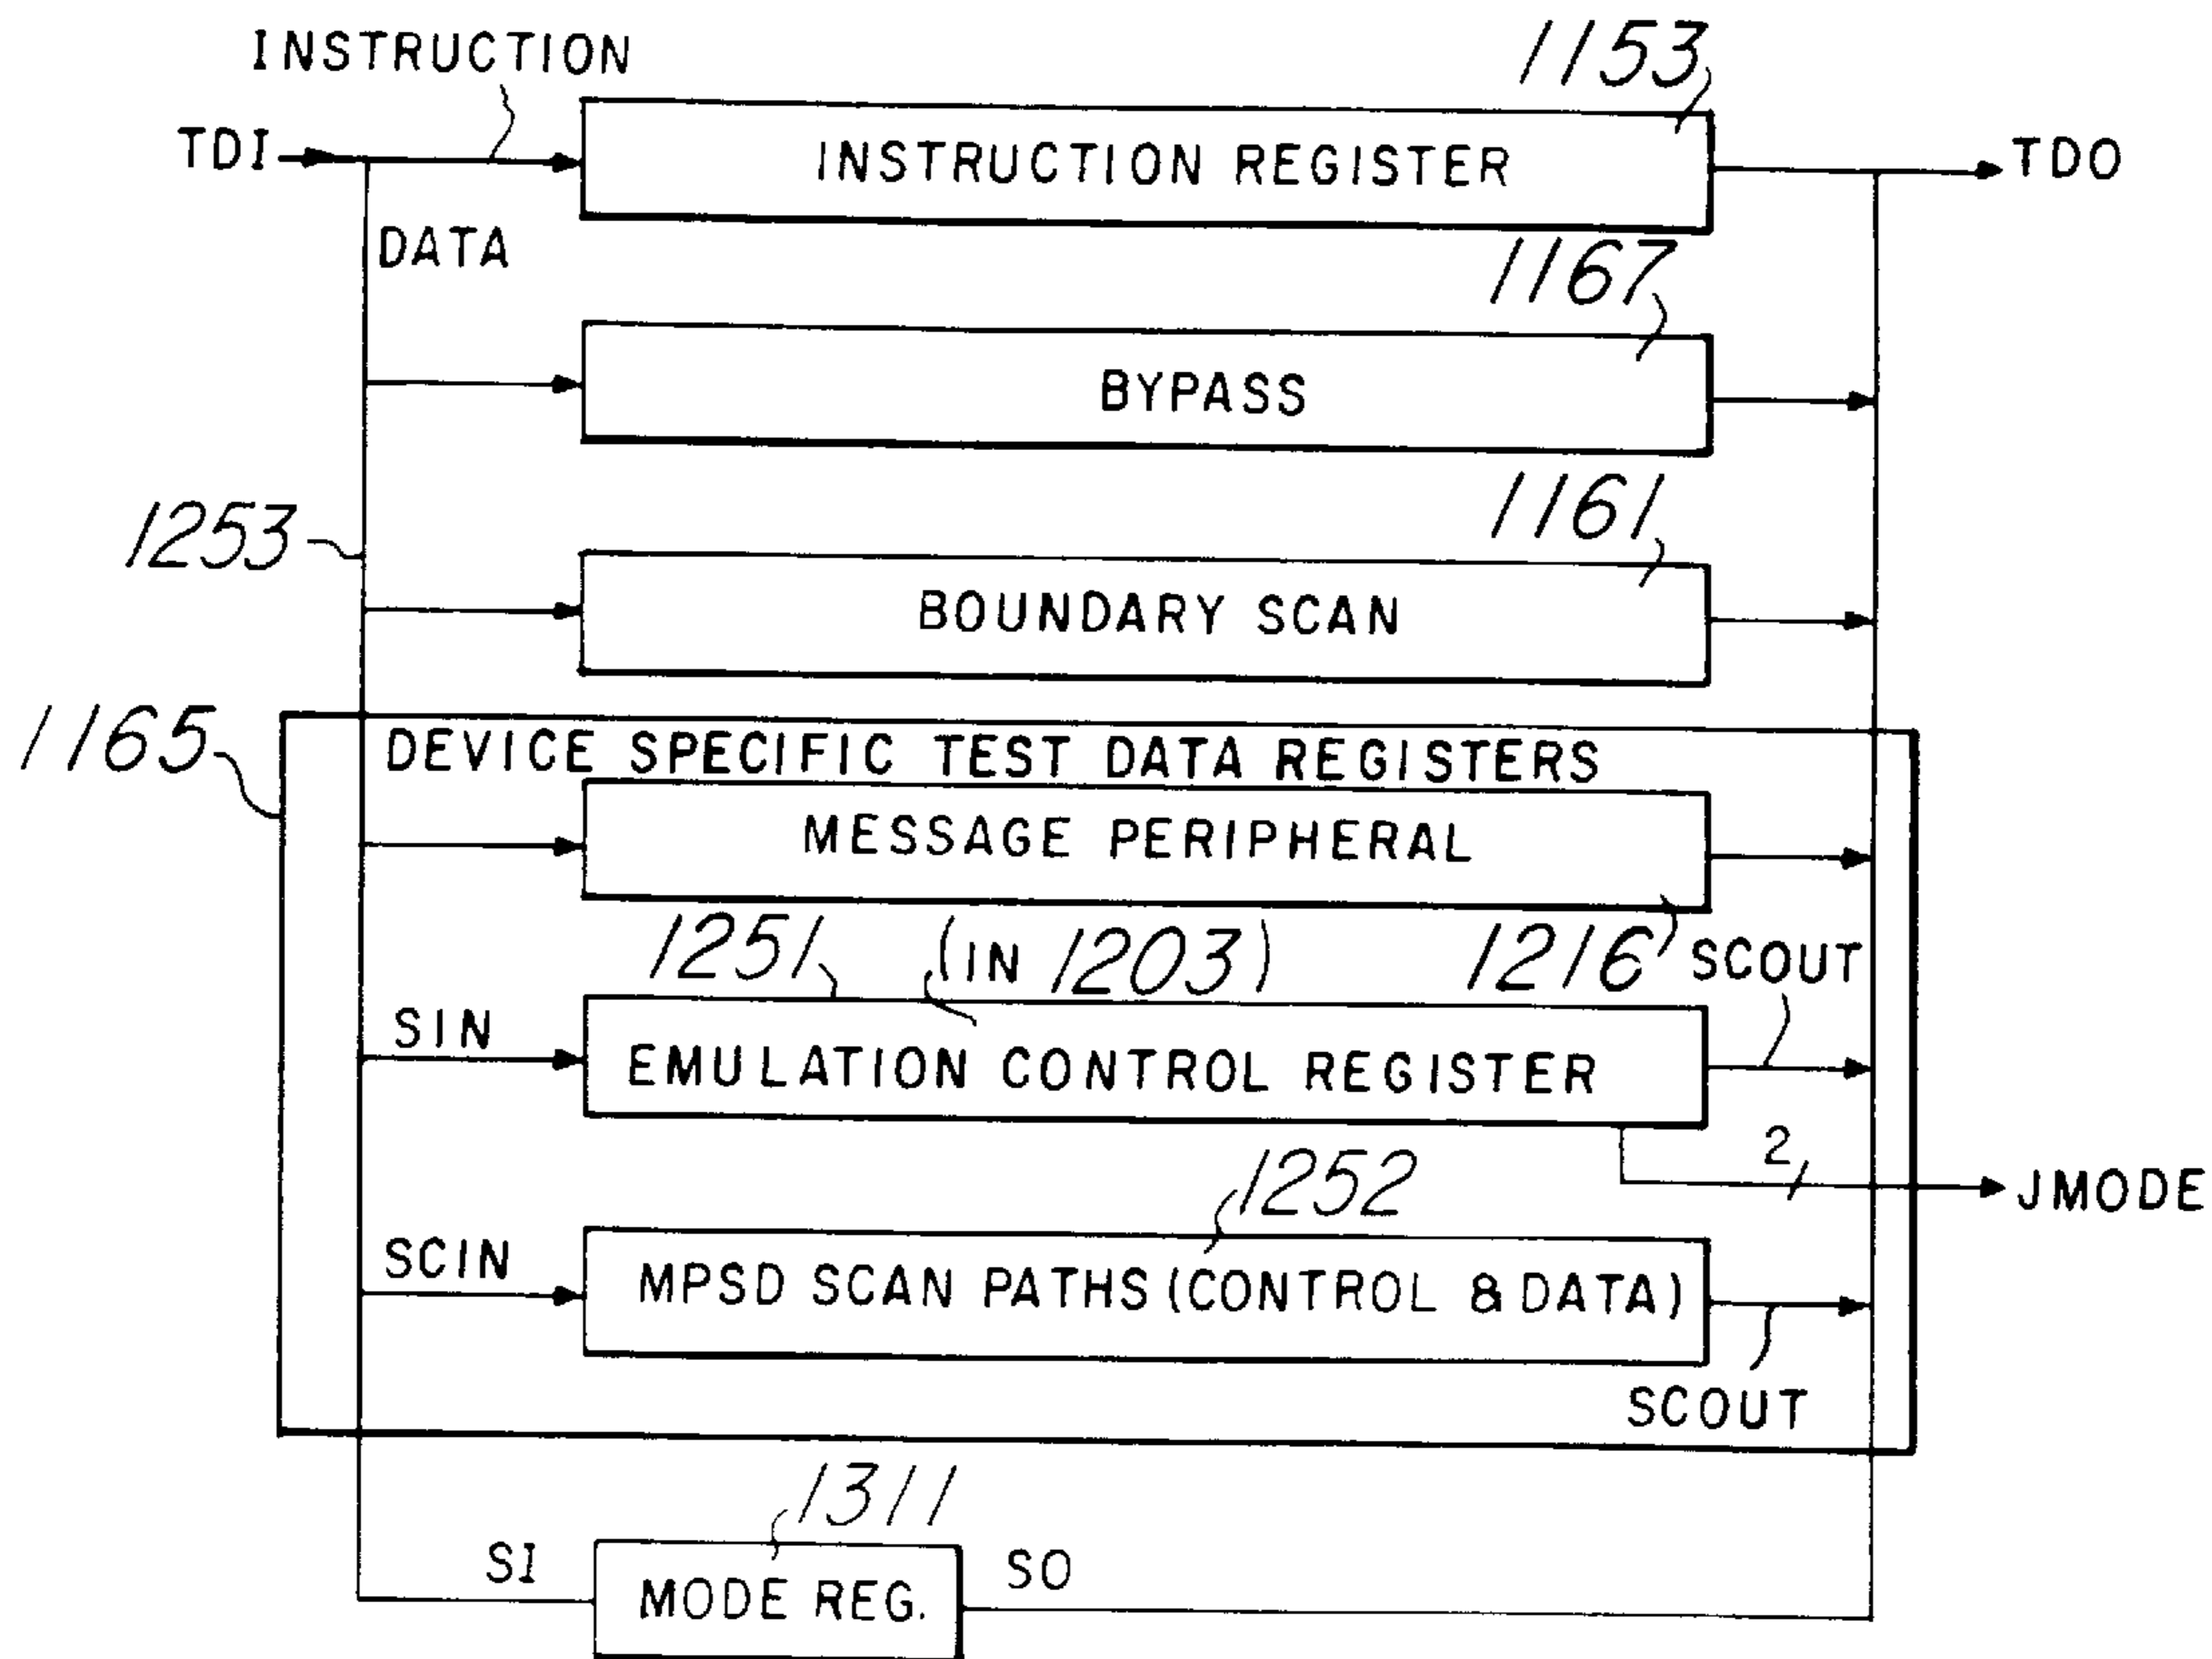 INSTRUCTION
1153
TDI
INSTRUCTION REGISTER
TDO
DATA
1167
BYPASS
1161
1253
BOUNDARY SCAN
1165
DEVICE SPECIFIC TEST DATA REGISTERS
MESSAGE PERIPHERAL
1251
(IN 1203)
1216
SCOUT
SIN
EMULATION CONTROL REGISTER
2
JMODE
1252
SCIN
MPSD SCAN PATHS (CONTROL & DATA)
SCOUT
1311
SI
MODE REG.
SO